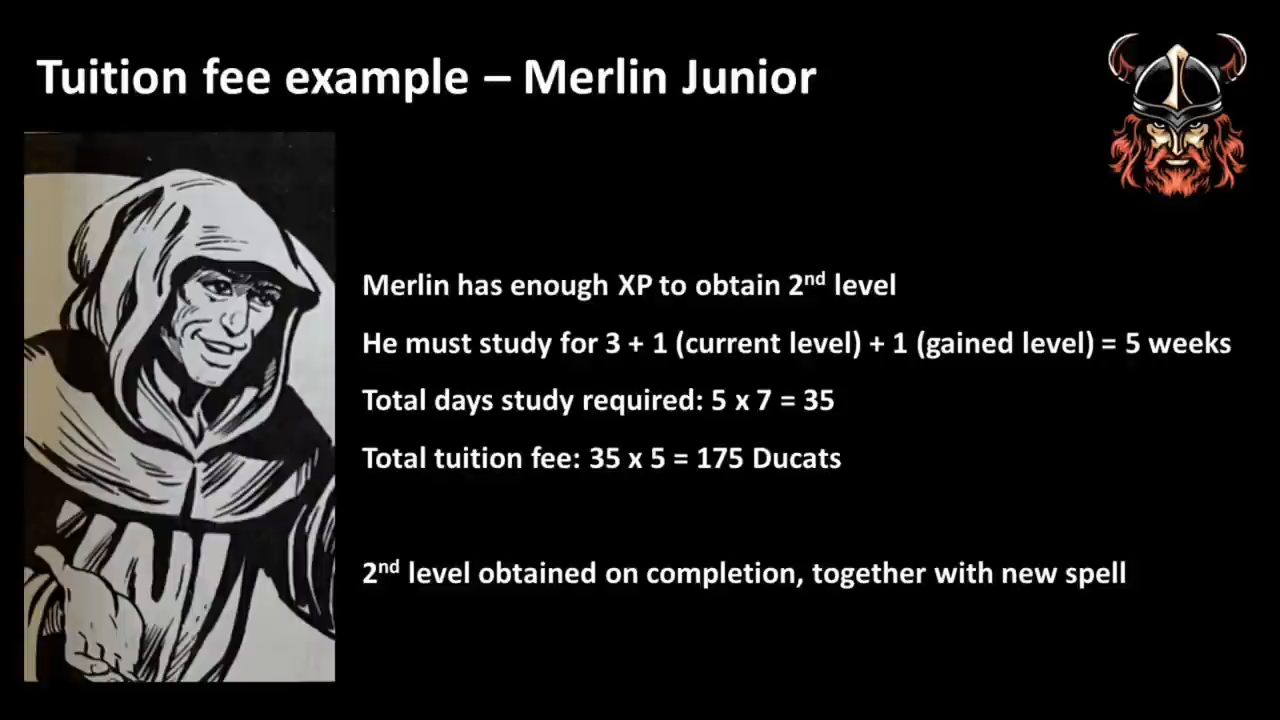 Tuition fee example – Merlin Junior
Merlin has enough XP to obtain 2nd level
He must study for 3 + 1 (current level) + 1 (gained level) = 5 weeks
Total days study required: 5 x 7 = 35
Total tuition fee: 35 x 5 = 175 Ducats
2nd level obtained on completion, together with new spell